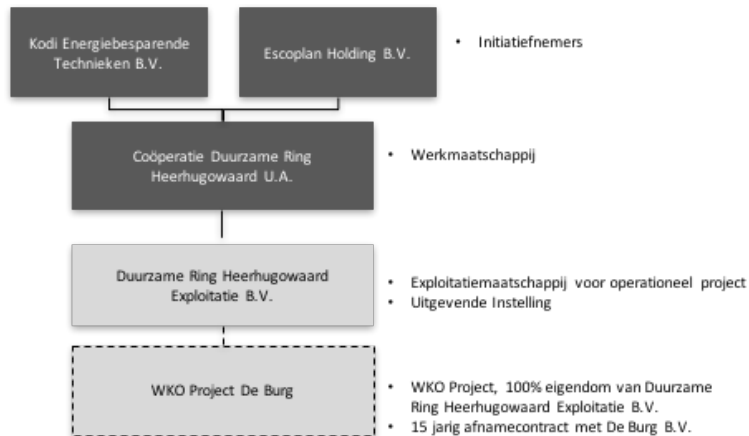 Kodi Energiebesparende
Technieken B.V.
Escoplan Holding B.V.
• Initiatiefnemers
Coöperatie Duurzame Ring
Heerhugowaard U.A.
• Werkmaatschappij
Duurzame Ring Heerhugowaard
Exploitatie B.V.
• Exploitatiemaatschappij voor operationeel project
• Uitgevende Instelling
WKO Project De Burg
• WKO Project, 100% eigendom van Duurzame
Ring Heerhugowaard Exploitatie B.V.
• 15 jarig afnamecontract met De Burg B.V.